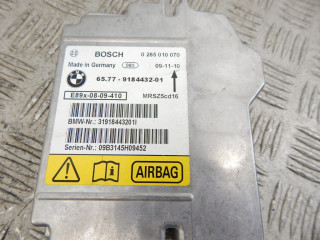 BOSCH 0 285 010 070
Made in Germany 09-11-10
65.77 - 9184432-01
E89x-08-09-410 MRSZ5cd16
BMW-Nr.: 31918443201I
AIRBAG
Serien-Nr.: 09B3145H09452